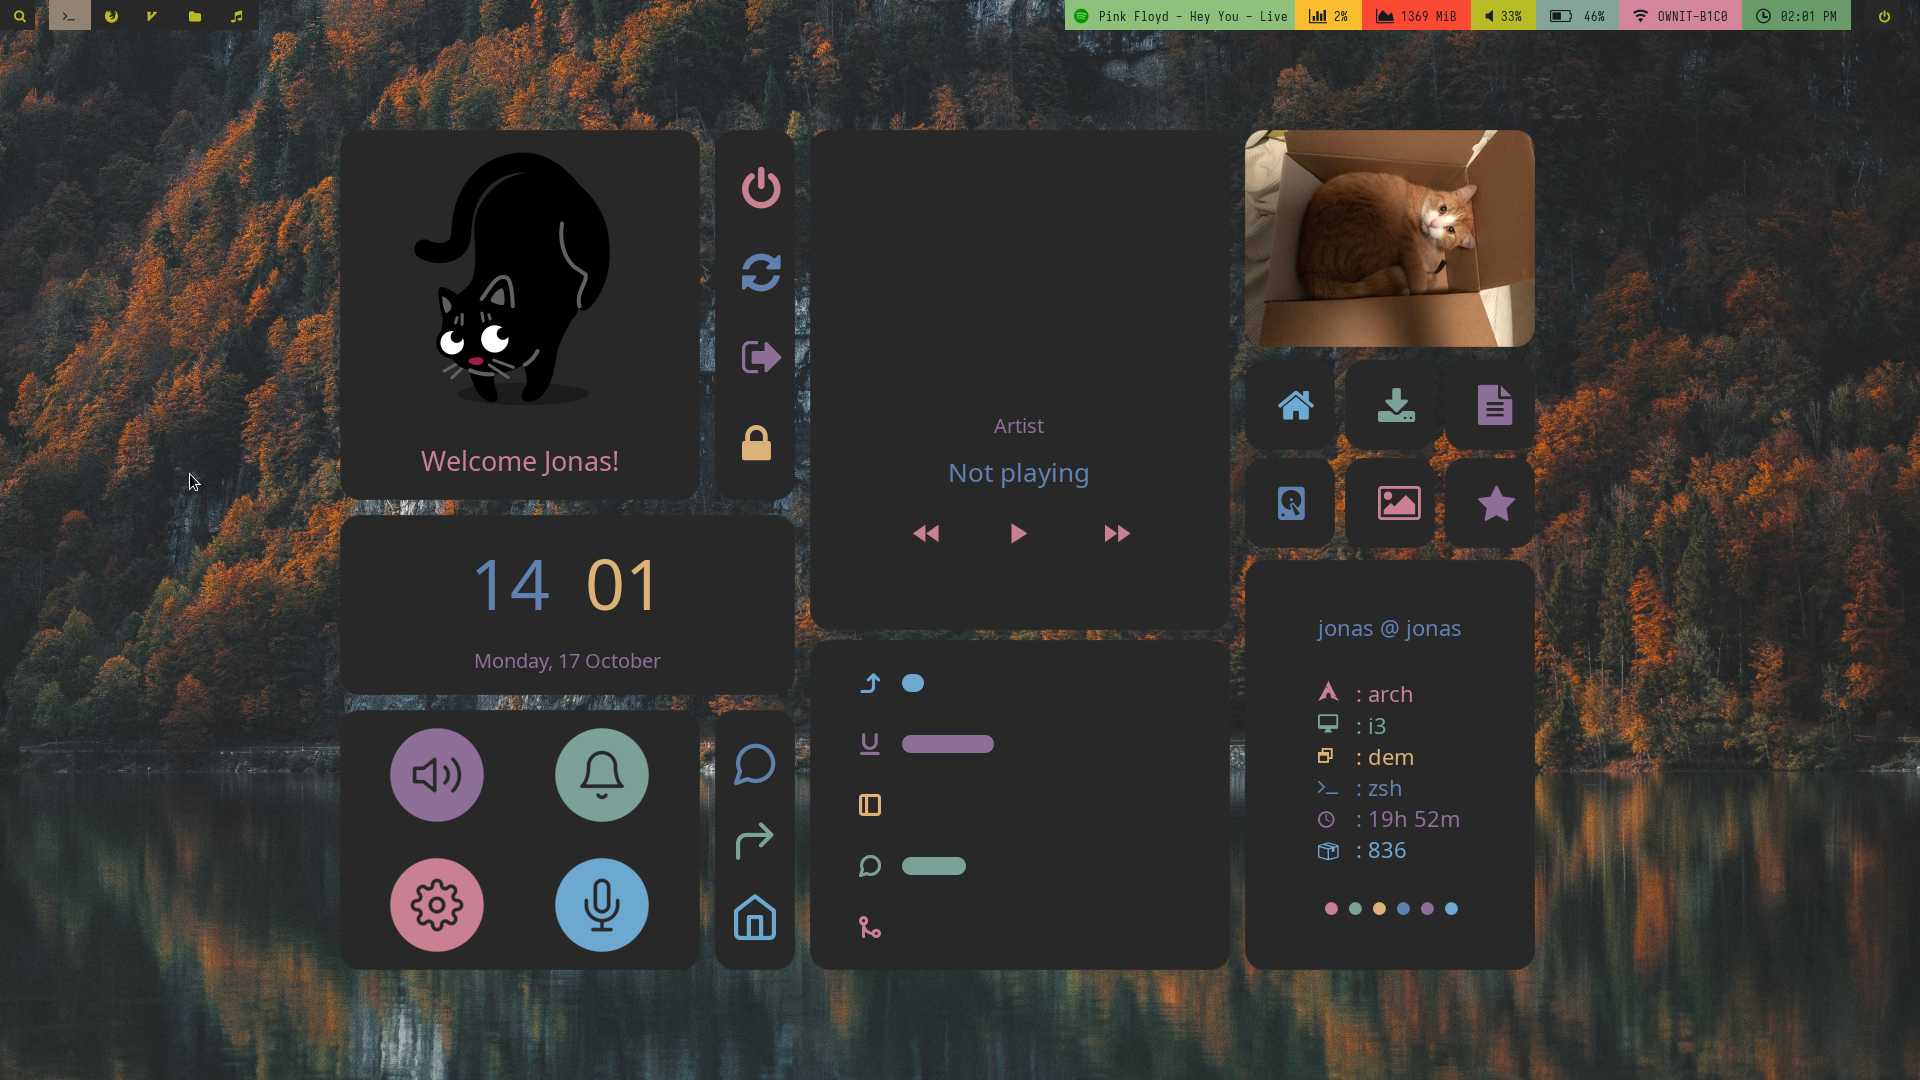 Pink Floyd - Hey You - Live
2%
1369 MiB
33%
46%
OWNIT-B1C0
02:01 PM
Welcome Jonas!
14 01
Monday, 17 October
Artist
Not playing
jonas @ jonas
: arch
: i3
: dem
: zsh
: 19h 52m
: 836